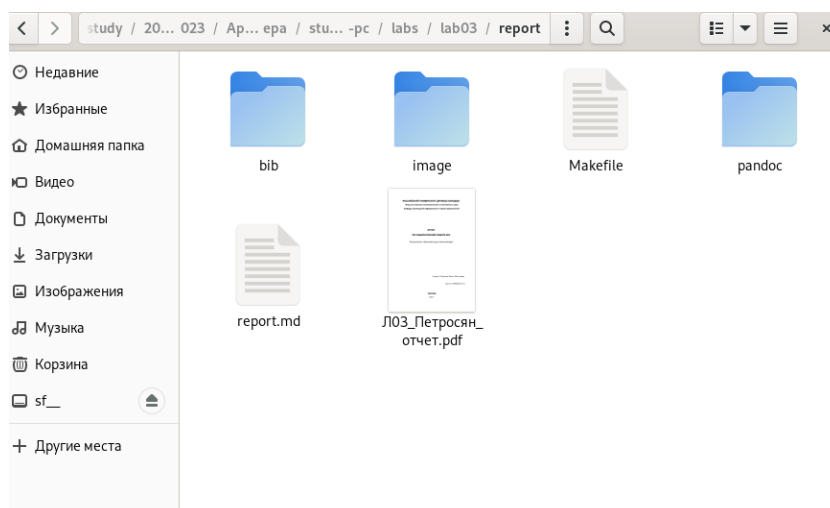 study / 20... 023 / Ap... epa / stu... -pc / labs / lab03 / report
Недавние
Избранные
Домашняя папка
Видео
Документы
Загрузки
Изображения
Музыка
Корзина
sf__
Другие места
bib
image
Makefile
pandoc
report.md
Л03_Петросян_
отчет.pdf